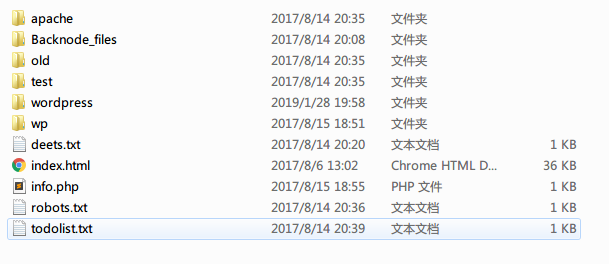 apache 2017/8/14 20:35 文件夹
Backnode_files 2017/8/14 20:08 文件夹
old 2017/8/14 20:35 文件夹
test 2017/8/14 20:35 文件夹
wordpress 2019/1/28 19:58 文件夹
wp 2017/8/15 18:51 文件夹
deets.txt 2017/8/14 20:20 文本文档 1 KB
index.html 2017/8/6 13:02 Chrome HTML D... 36 KB
info.php 2017/8/15 18:55 PHP 文件 1 KB
robots.txt 2017/8/14 20:36 文本文档 1 KB
todolist.txt 2017/8/14 20:39 文本文档 1 KB